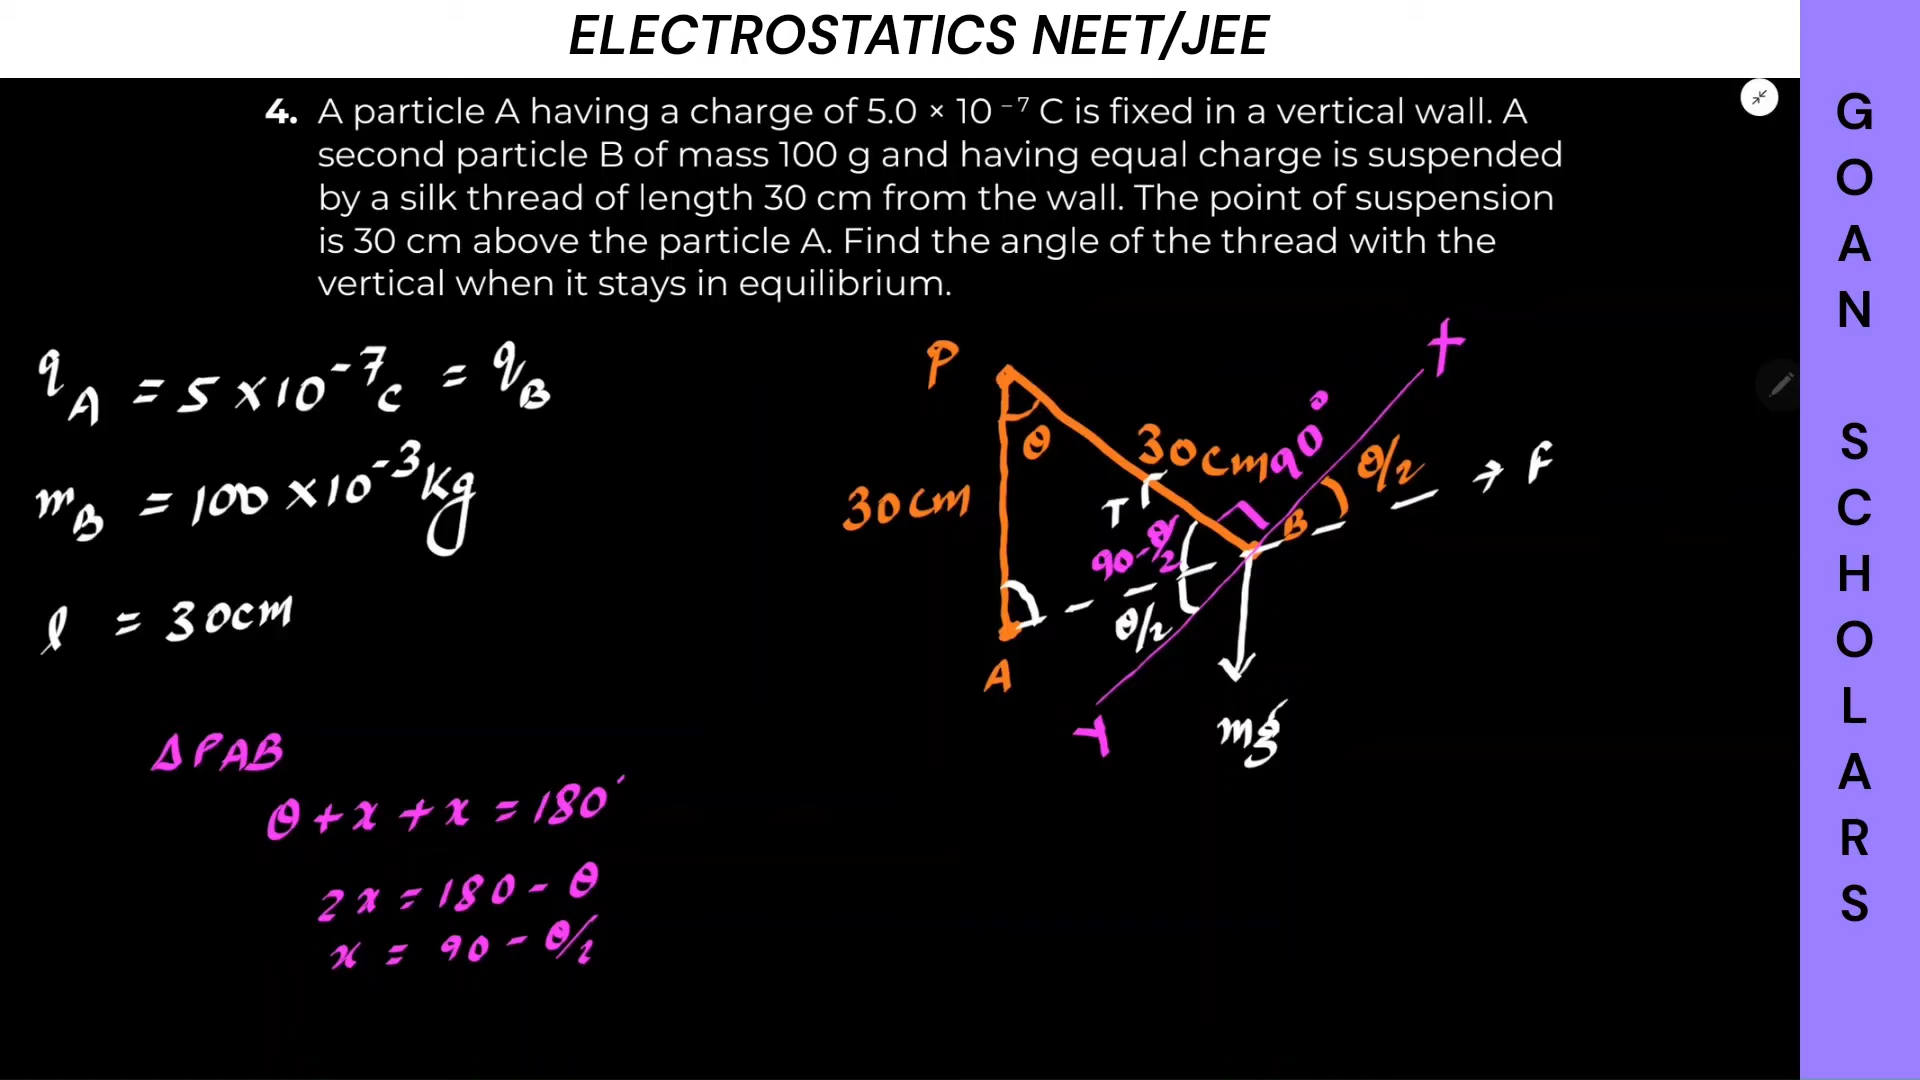 ELECTROSTATICS NEET/JEE
4. A particle A having a charge of 5.0 × 10⁻⁷ C is fixed in a vertical wall. A
second particle B of mass 100 g and having equal charge is suspended
by a silk thread of length 30 cm from the wall. The point of suspension
is 30 cm above the particle A. Find the angle of the thread with the
vertical when it stays in equilibrium.
q_A = 5 × 10⁻⁷ C = q_B
m_B = 100 × 10⁻³ kg
l = 30cm
Δ PAB
θ + x + x = 180°
2x = 180 - θ
x = 90 - θ/2
P
θ
30cm
90°
θ/2
F
30cm
T
B
90-θ/2
θ/2
A
Y
mg
GOAN SCHOLARS